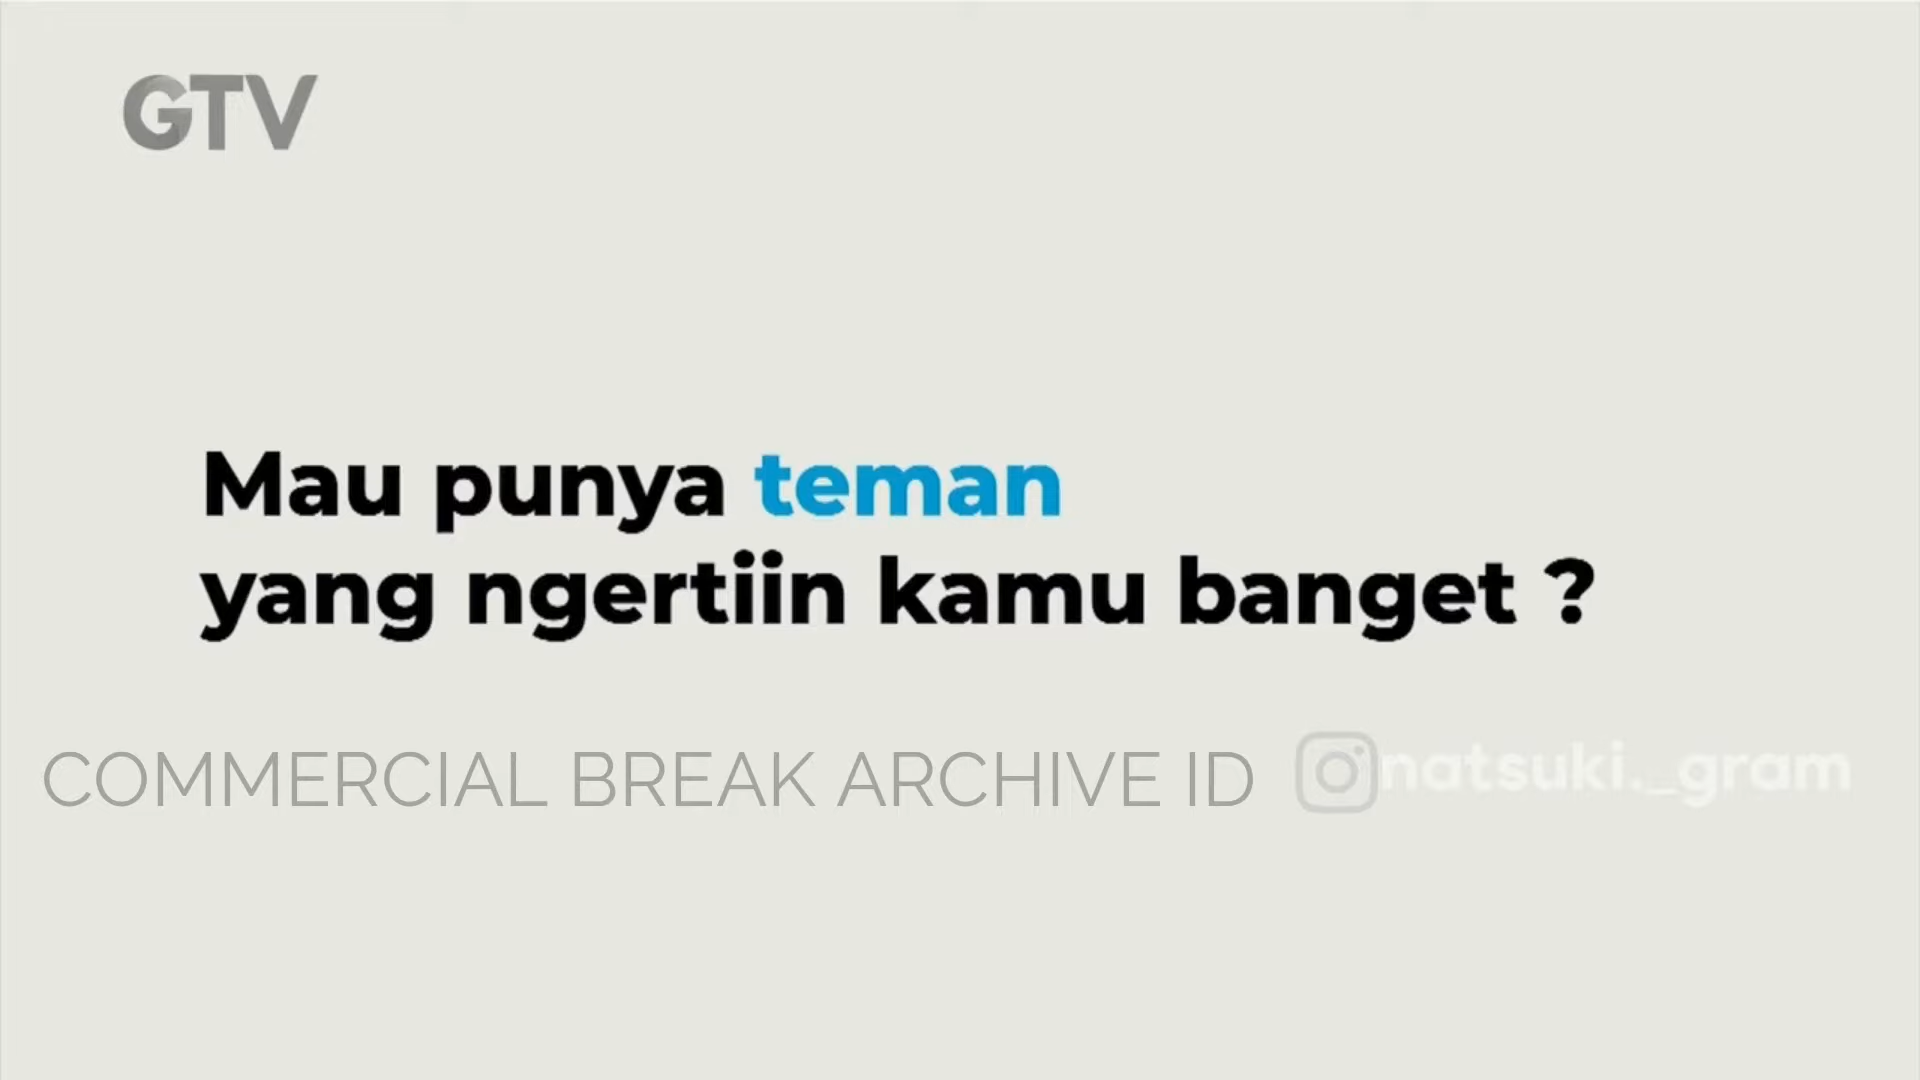 GTV
Mau punya teman
yang ngertiin kamu banget ?
COMMERCIAL BREAK ARCHIVE ID
natsuki._gram